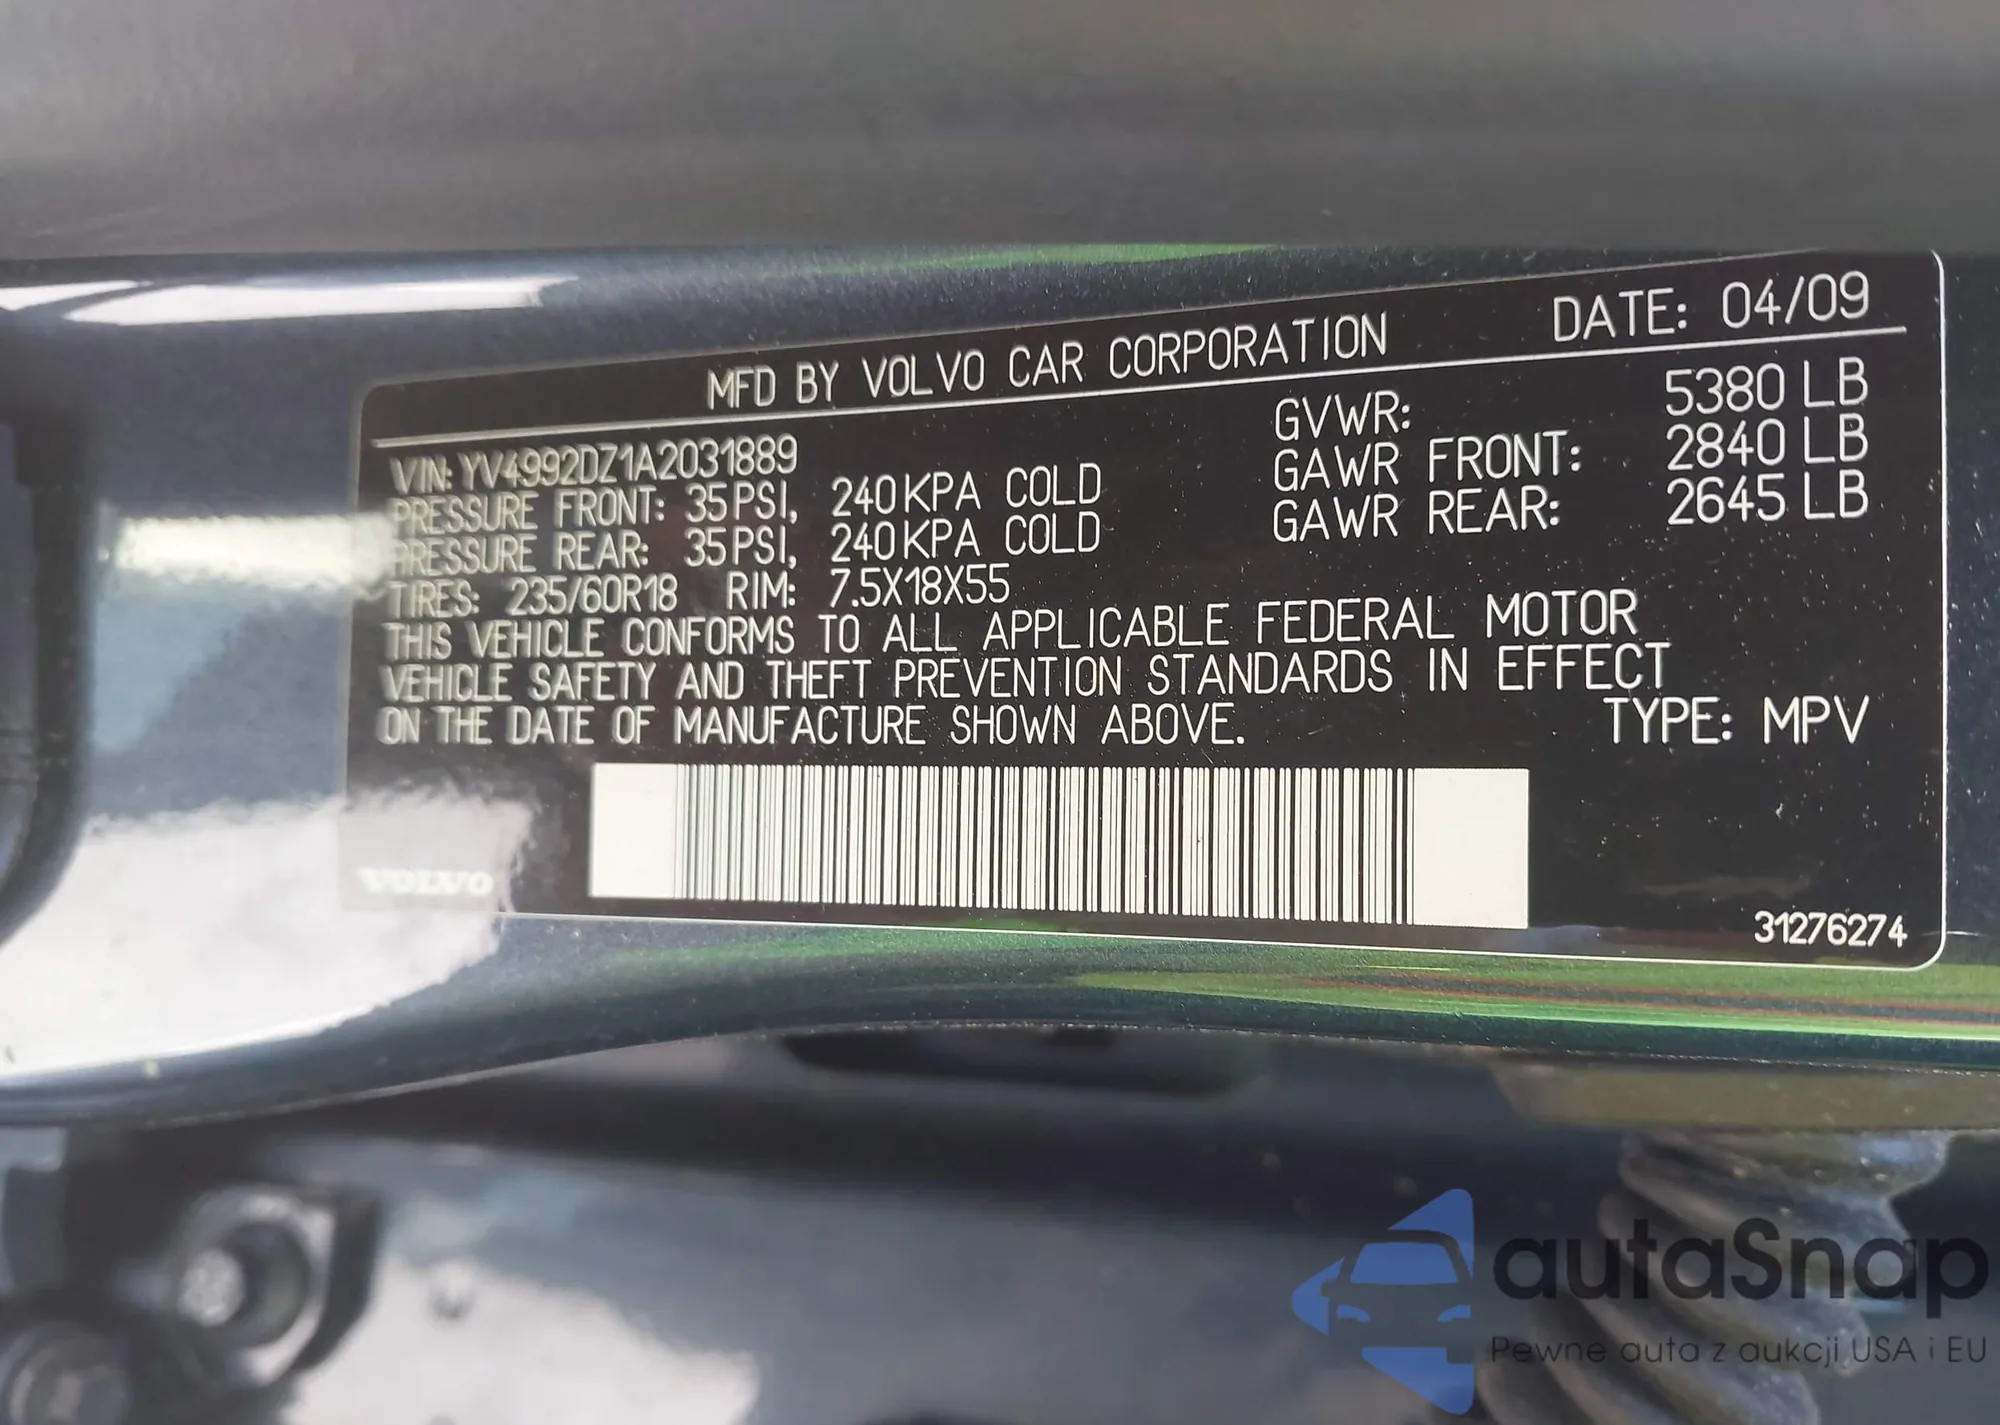 MFD BY VOLVO CAR CORPORATION DATE: 04/09
VIN: YV4992DZ1A2031889 GVWR: 5380 LB
PRESSURE FRONT: 35 PSI, 240 KPA COLD GAWR FRONT: 2840 LB
PRESSURE REAR: 35 PSI, 240 KPA COLD GAWR REAR: 2645 LB
TIRES: 235/60R18 RIM: 7.5X18X55
THIS VEHICLE CONFORMS TO ALL APPLICABLE FEDERAL MOTOR
VEHICLE SAFETY AND THEFT PREVENTION STANDARDS IN EFFECT
ON THE DATE OF MANUFACTURE SHOWN ABOVE. TYPE: MPV
VOLVO
31276274
autaSnap
Pewne auta z aukcji USA i EU